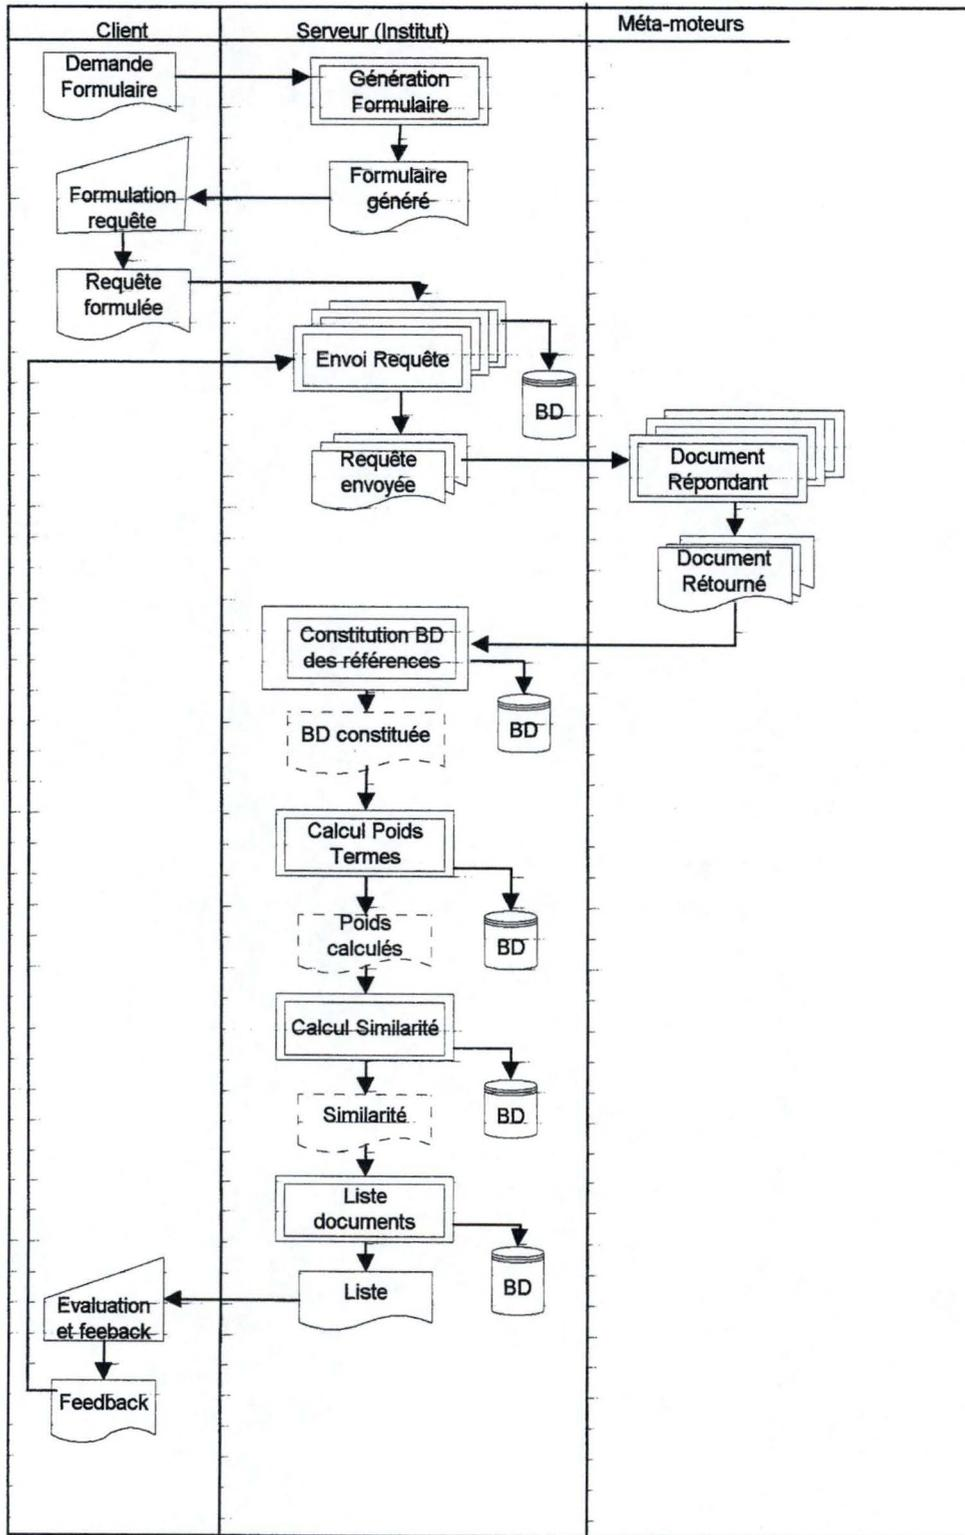 Client
Serveur (Institut)
Méta-moteurs
Demande
Formulaire
Génération
Formulaire
Formulaire
généré
Formulation
requête
Requête
formulée
Envoi Requête
BD
Requête
envoyée
Document
Répondant
Document
Rétourné
Constitution BD
des références
BD
BD constituée
Calcul Poids
Termes
BD
Poids
calculés
Calcul Similarité
BD
Similarité
Liste
documents
BD
Liste
Evaluation
et feeback
Feedback